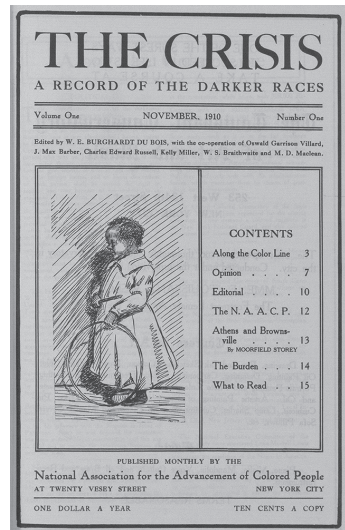 THE CRISIS
A RECORD OF THE DARKER RACES
Volume One NOVEMBER, 1910 Number One
Edited by W. E. BURGHARDT DU BOIS, with the co-operation of Oswald Garrison Villard,
J. Max Barber, Charles Edward Russell, Kelly Miller, W. S. Braithwaite and M. D. Maclean.
CONTENTS
Along the Color Line 3
Opinion . . . . 7
Editorial . . . . 10
The N. A. A. C. P. 12
Athens and Browns-
ville . . . . 13
By MOORFIELD STOREY
The Burden . . . 14
What to Read . . . 15
PUBLISHED MONTHLY BY THE
National Association for the Advancement of Colored People
AT TWENTY VESEY STREET NEW YORK CITY
ONE DOLLAR A YEAR TEN CENTS A COPY